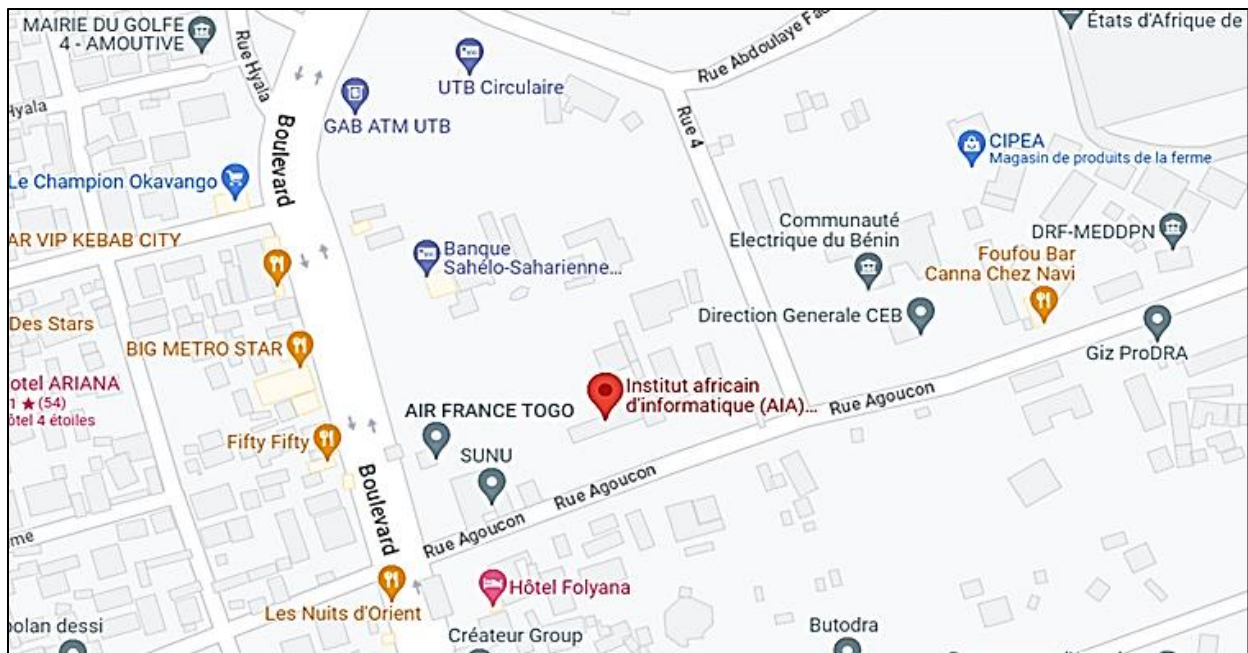 MAIRIE DU GOLFE
4 - AMOUTIVE
États d'Afrique de
Rue Hyala
Hyala
UTB Circulaire
GAB ATM UTB
Boulevard
Rue Abdoulaye
Rue 4
CIPEA
Magasin de produits de la ferme
Le Champion Okavango
AR VIP KEBAB CITY
Banque
Sahélo-Saharienne...
Communauté
Electrique du Bénin
DRF-MEDDPN
Foufou Bar
Canna Chez Navi
Direction Generale CEB
Giz ProDRA
Des Stars
BIG METRO STAR
otel ARIANA
1 ★ (54)
ôtel 4 étoiles
Institut africain
d'informatique (AIA)...
AIR FRANCE TOGO
Rue Agoucon
Fifty Fifty
SUNU
Boulevard
Rue Agoucon
Rue Agoucon
me
Hôtel Folyana
Les Nuits d'Orient
polan dessi
Créateur Group
Butodra